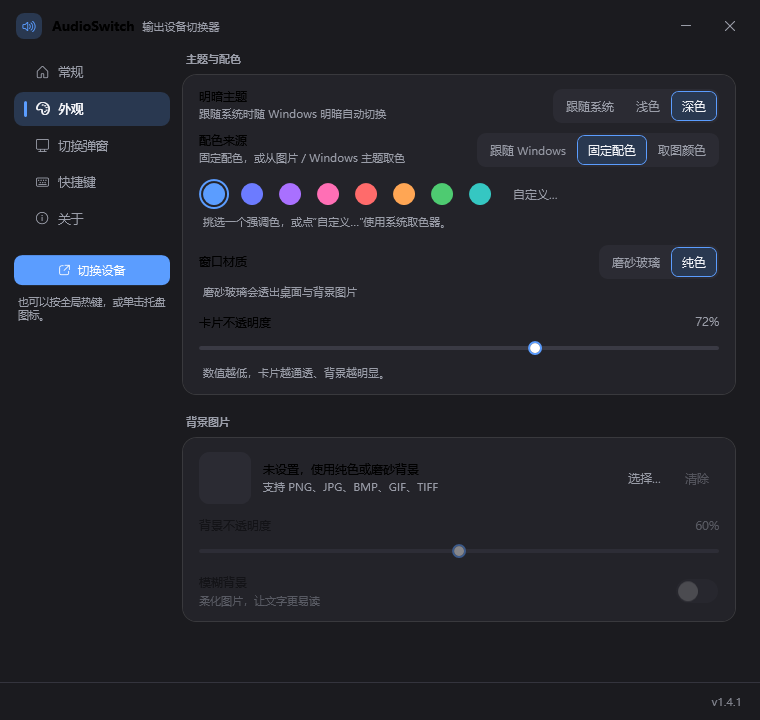 AudioSwitch 输出设备切换器
常规
外观
切换弹窗
快捷键
关于
切换设备
也可以按全局热键，或单击托盘
图标。
主题与配色
明暗主题
跟随系统时随 Windows 明暗自动切换
跟随系统 浅色 深色
配色来源
固定配色，或从图片 / Windows 主题取色
跟随 Windows 固定配色 取图颜色
自定义...
挑选一个强调色，或点"自定义..."使用系统取色器。
窗口材质
磨砂玻璃 纯色
磨砂玻璃会透出桌面与背景图片
卡片不透明度 72%
数值越低，卡片越通透、背景越明显。
背景图片
未设置，使用纯色或磨砂背景
支持 PNG、JPG、BMP、GIF、TIFF
选择... 清除
背景不透明度 60%
模糊背景
柔化图片，让文字更易读
v1.4.1